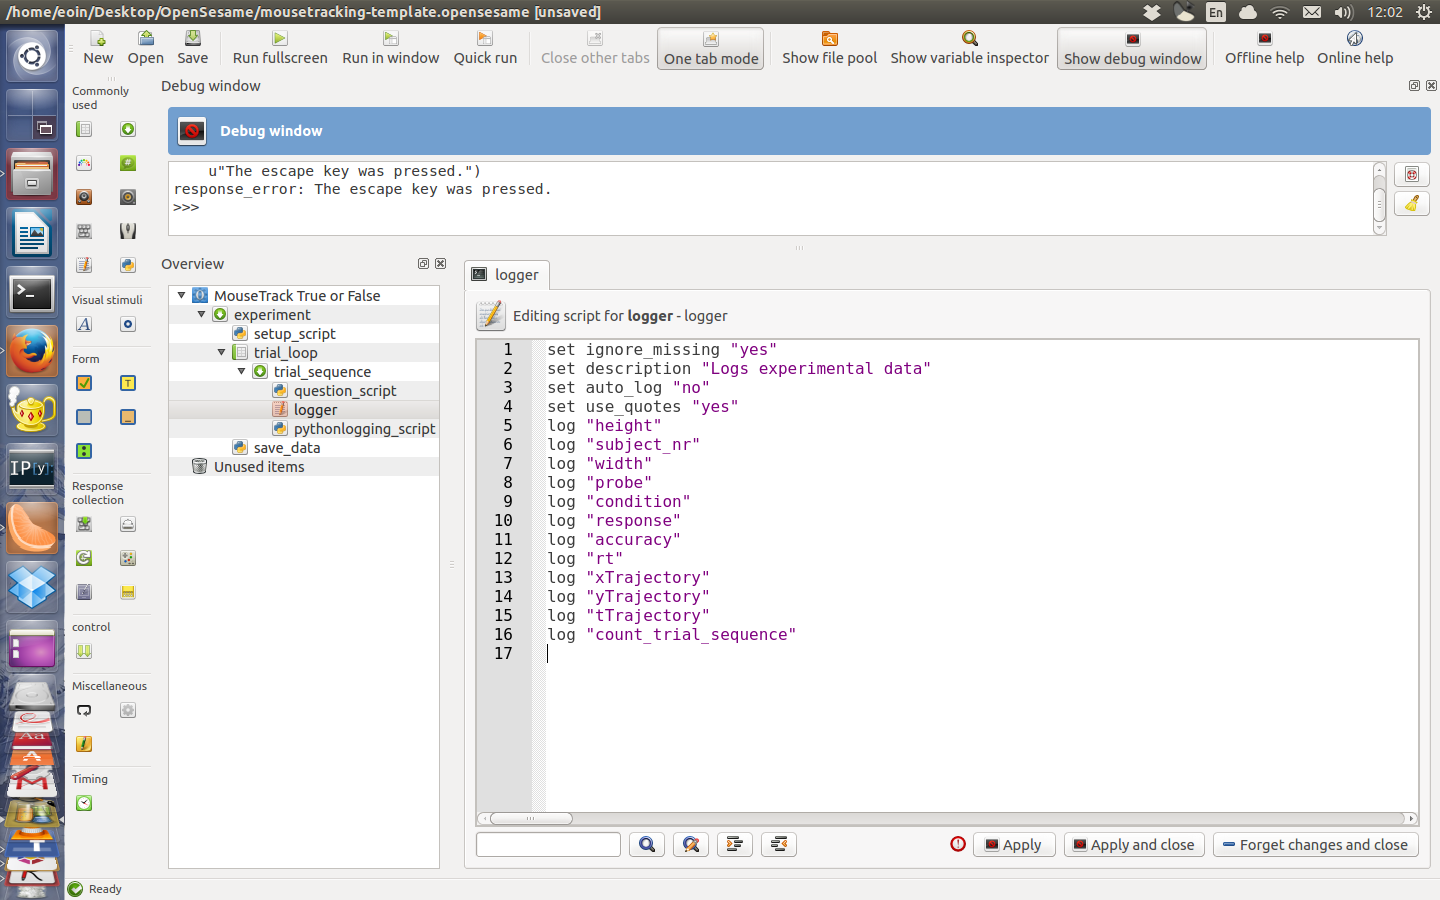 /home/eoin/Desktop/OpenSesame/mousetracking-template.opensesame [unsaved]
En
12:02
New
Open
Save
Run fullscreen
Run in window
Quick run
Close other tabs
One tab mode
Show file pool
Show variable inspector
Show debug window
Offline help
Online help
Commonly
used
Debug window
Debug window
u"The escape key was pressed.")
response_error: The escape key was pressed.
>>>
Visual stimuli
Form
Response
collection
control
Miscellaneous
Timing
Overview
MouseTrack True or False
experiment
setup_script
trial_loop
trial_sequence
question_script
logger
pythonlogging_script
save_data
Unused items
logger
Editing script for logger - logger
1 set ignore_missing "yes"
2 set description "Logs experimental data"
3 set auto_log "no"
4 set use_quotes "yes"
5 log "height"
6 log "subject_nr"
7 log "width"
8 log "probe"
9 log "condition"
10 log "response"
11 log "accuracy"
12 log "rt"
13 log "xTrajectory"
14 log "yTrajectory"
15 log "tTrajectory"
16 log "count_trial_sequence"
17
Apply
Apply and close
Forget changes and close
IP[y]:
Aa
Ready